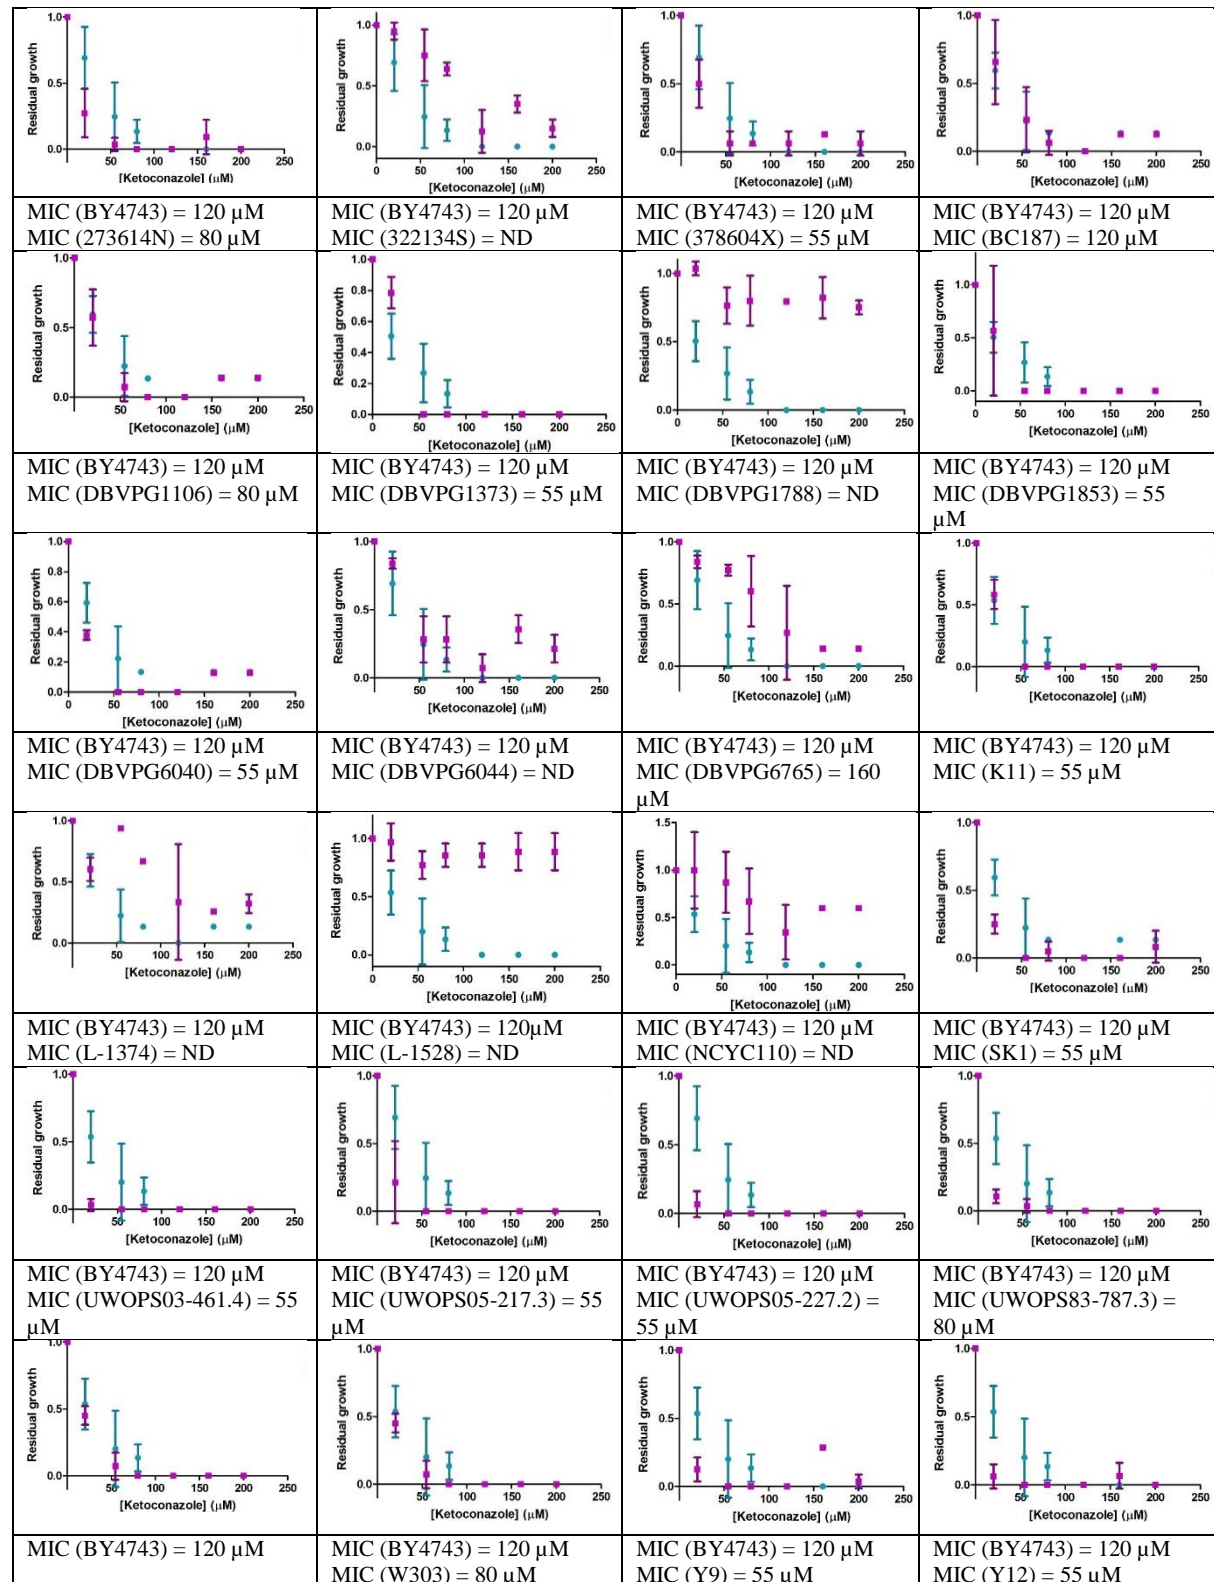 MIC (BY4743) = 120 µM
MIC (273614N) = 80 µM
MIC (BY4743) = 120 µM
MIC (322134S) = ND
MIC (BY4743) = 120 µM
MIC (378604X) = 55 µM
MIC (BY4743) = 120 µM
MIC (BC187) = 120 µM
MIC (BY4743) = 120 µM
MIC (DBVPG1106) = 80 µM
MIC (BY4743) = 120 µM
MIC (DBVPG1373) = 55 µM
MIC (BY4743) = 120 µM
MIC (DBVPG1788) = ND
MIC (BY4743) = 120 µM
MIC (DBVPG1853) = 55
µM
MIC (BY4743) = 120 µM
MIC (DBVPG6040) = 55 µM
MIC (BY4743) = 120 µM
MIC (DBVPG6044) = ND
MIC (BY4743) = 120 µM
MIC (DBVPG6765) = 160
µM
MIC (BY4743) = 120 µM
MIC (K11) = 55 µM
MIC (BY4743) = 120 µM
MIC (L-1374) = ND
MIC (BY4743) = 120µM
MIC (L-1528) = ND
MIC (BY4743) = 120 µM
MIC (NCYC110) = ND
MIC (BY4743) = 120 µM
MIC (SK1) = 55 µM
MIC (BY4743) = 120 µM
MIC (UWOPS03-461.4) = 55
µM
MIC (BY4743) = 120 µM
MIC (UWOPS05-217.3) = 55
µM
MIC (BY4743) = 120 µM
MIC (UWOPS05-227.2) =
55 µM
MIC (BY4743) = 120 µM
MIC (UWOPS83-787.3) =
80 µM
MIC (BY4743) = 120 µM
MIC (BY4743) = 120 µM
MIC (W303) = 80 µM
MIC (BY4743) = 120 µM
MIC (Y9) = 55 µM
MIC (BY4743) = 120 µM
MIC (Y12) = 55 µM
Residual growth
[Ketoconazole] (µM)